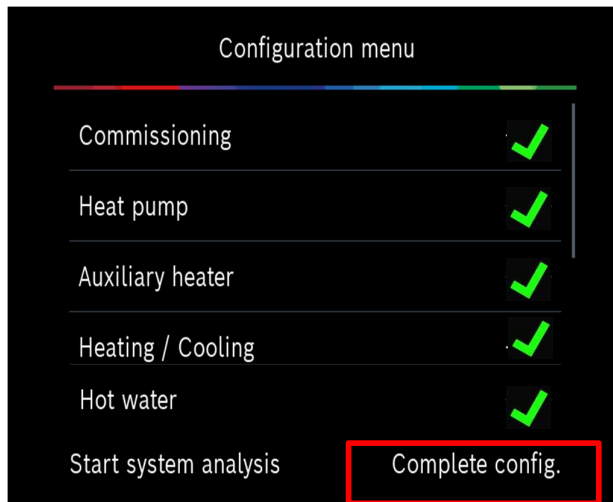 Configuration menu
Commissioning
Heat pump
Auxiliary heater
Heating / Cooling
Hot water
Start system analysis Complete config.